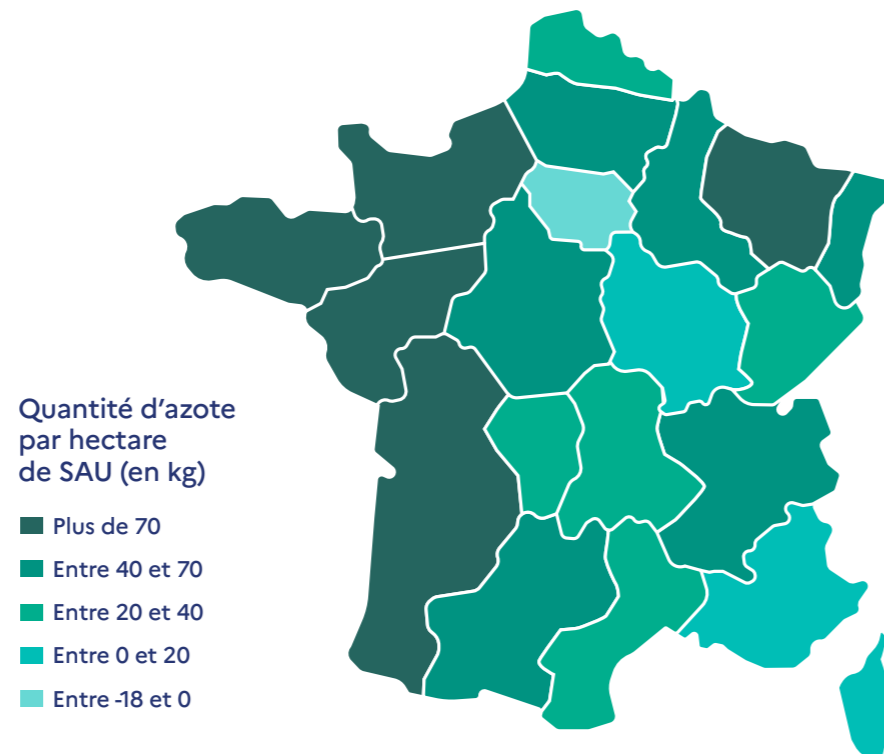 Quantité d’azote
par hectare
de SAU (en kg)
Plus de 70
Entre 40 et 70
Entre 20 et 40
Entre 0 et 20
Entre -18 et 0